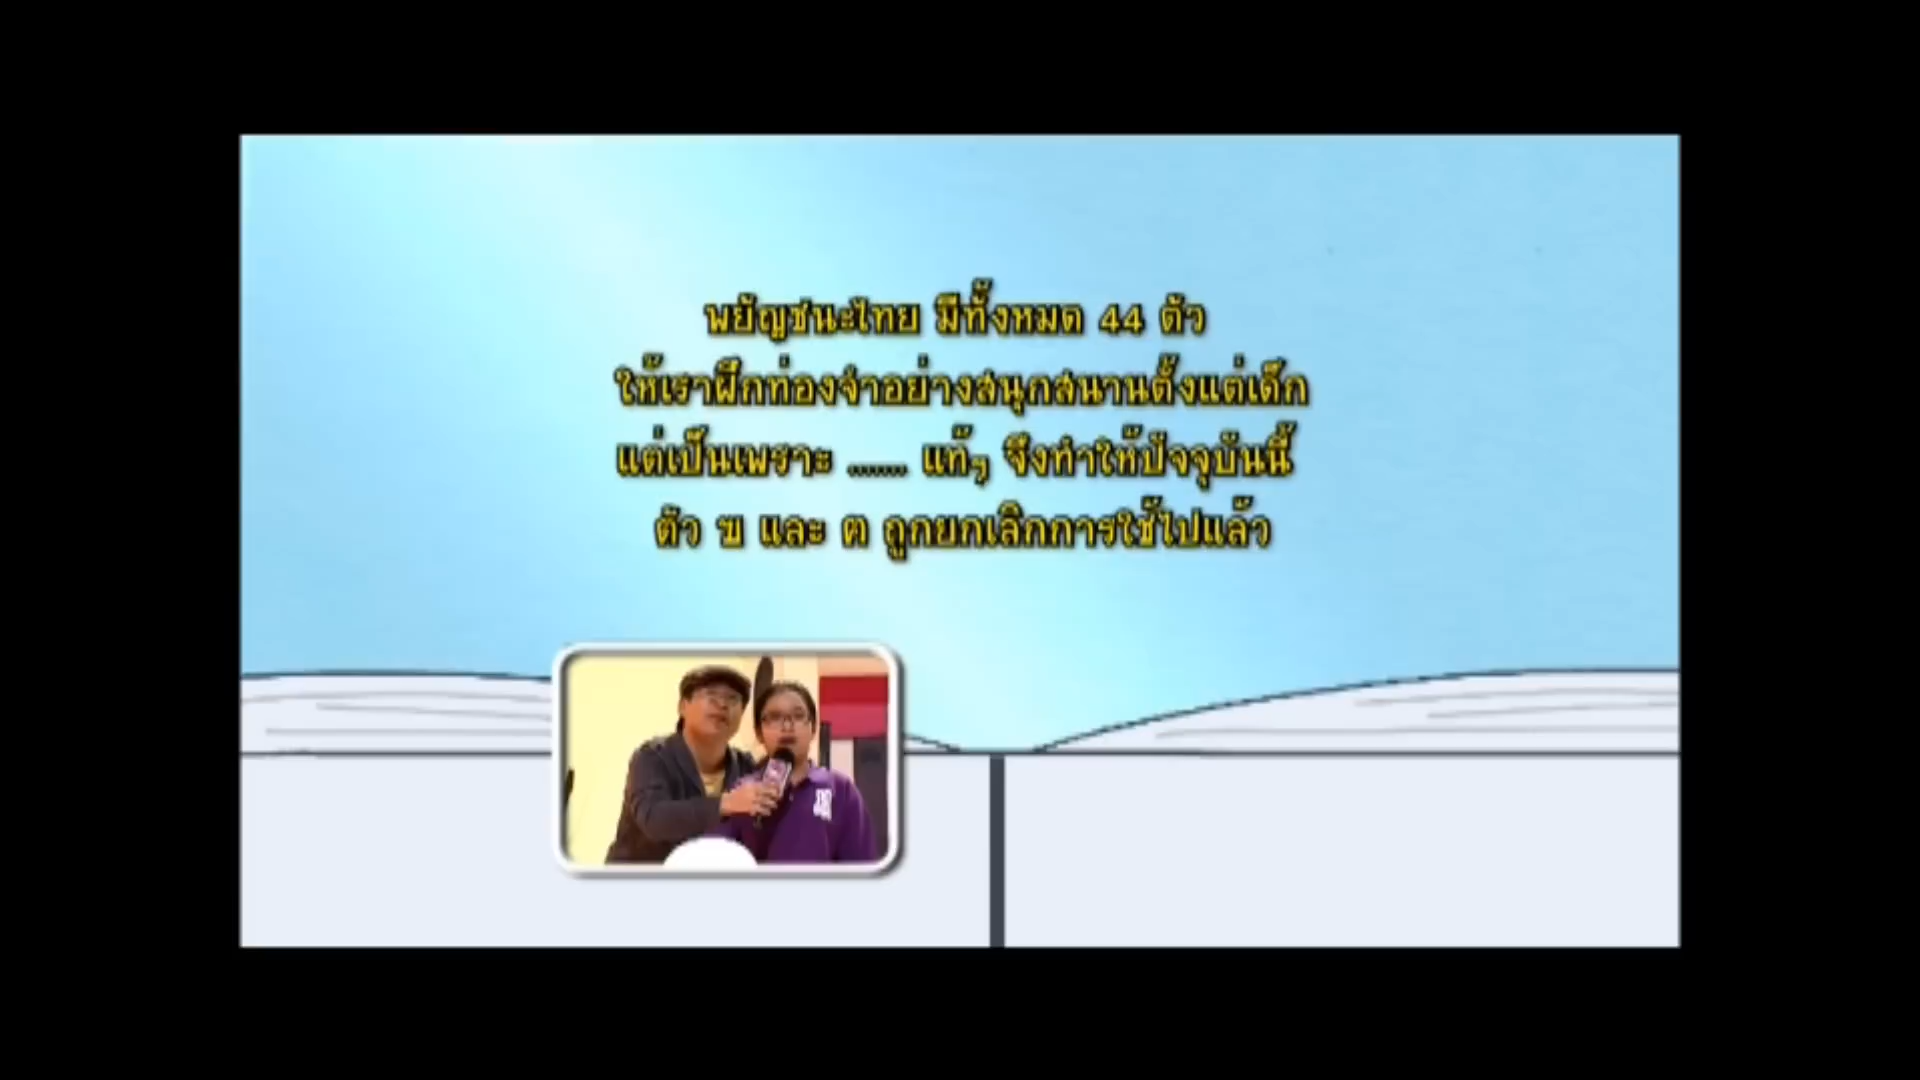 พยัญชนะไทย มีทั้งหมด 44 ตัว
ให้เราฝึกท่องจำอย่างสนุกสนานตั้งแต่เด็ก
แต่เป็นเพราะ ....... แท้ๆ จึงทำให้ปัจจุบันนี้
ตัว ฃ และ ฅ ถูกยกเลิกการใช้ไปแล้ว